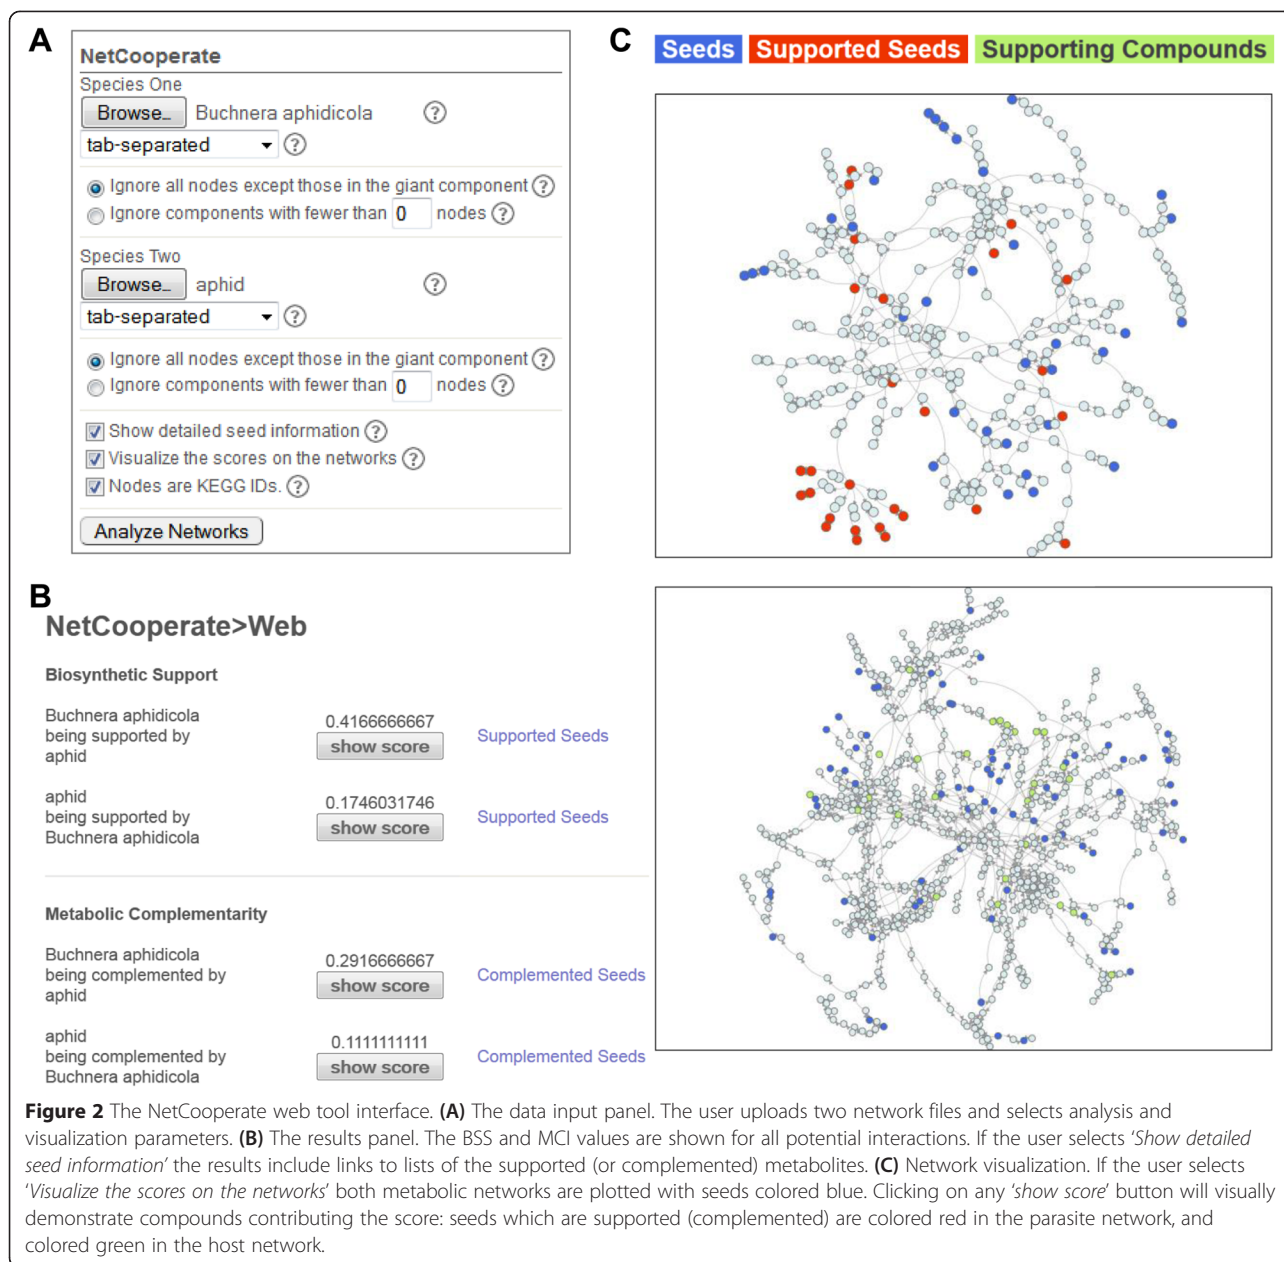 A
NetCooperate
Species One
Browse_ Buchnera aphidicola ?
tab-separated ?
Ignore all nodes except those in the giant component ?
Ignore components with fewer than 0 nodes ?
Species Two
Browse_ aphid ?
tab-separated ?
Ignore all nodes except those in the giant component ?
Ignore components with fewer than 0 nodes ?
Show detailed seed information ?
Visualize the scores on the networks ?
Nodes are KEGG IDs. ?
Analyze Networks
B
NetCooperate>Web
Biosynthetic Support
Buchnera aphidicola
being supported by
aphid
0.4166666667
show score
Supported Seeds
aphid
being supported by
Buchnera aphidicola
0.1746031746
show score
Supported Seeds
Metabolic Complementarity
Buchnera aphidicola
being complemented by
aphid
0.2916666667
show score
Complemented Seeds
aphid
being complemented by
Buchnera aphidicola
0.1111111111
show score
Complemented Seeds
C
Seeds Supported Seeds Supporting Compounds
Figure 2 The NetCooperate web tool interface. (A) The data input panel. The user uploads two network files and selects analysis and
visualization parameters. (B) The results panel. The BSS and MCI values are shown for all potential interactions. If the user selects 'Show detailed
seed information' the results include links to lists of the supported (or complemented) metabolites. (C) Network visualization. If the user selects
'Visualize the scores on the networks' both metabolic networks are plotted with seeds colored blue. Clicking on any 'show score' button will visually
demonstrate compounds contributing the score: seeds which are supported (complemented) are colored red in the parasite network, and
colored green in the host network.